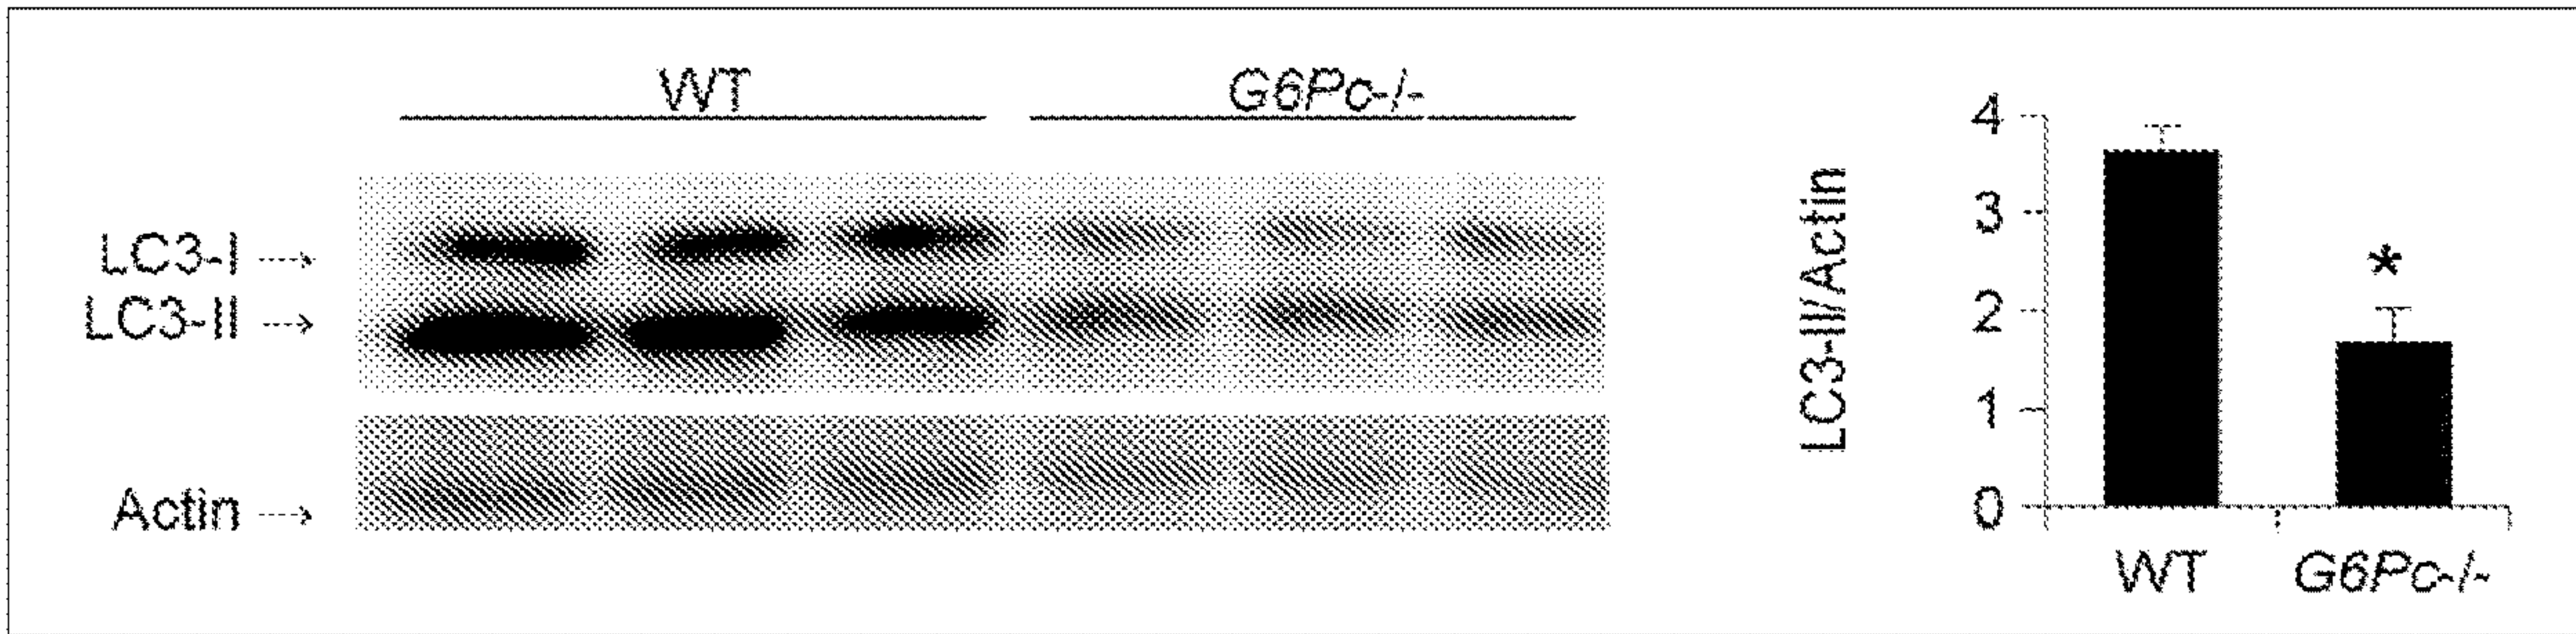 WT G6Pc-/-
LC3-I
LC3-II
Actin
LC3-II/Actin
4
3
2
1
0
*
WT G6Pc-/-